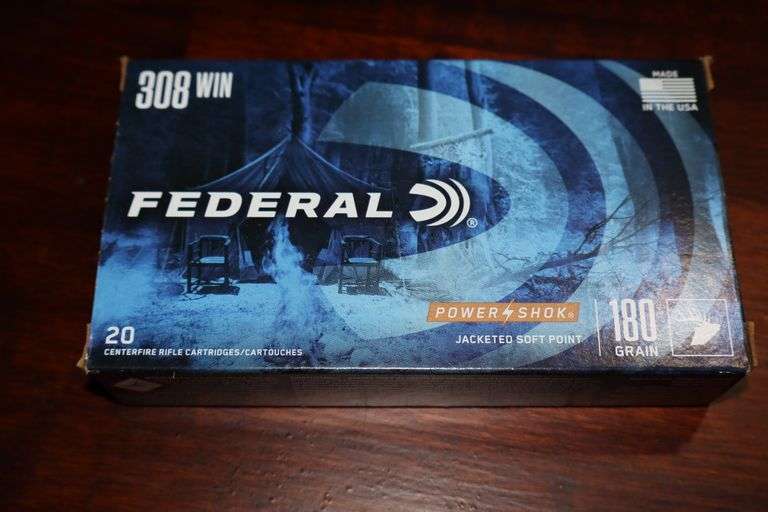 308 WIN
MADE
IN THE USA
FEDERAL®
POWER SHOK®
JACKETED SOFT POINT
180
GRAIN
20
CENTERFIRE RIFLE CARTRIDGES/CARTOUCHES